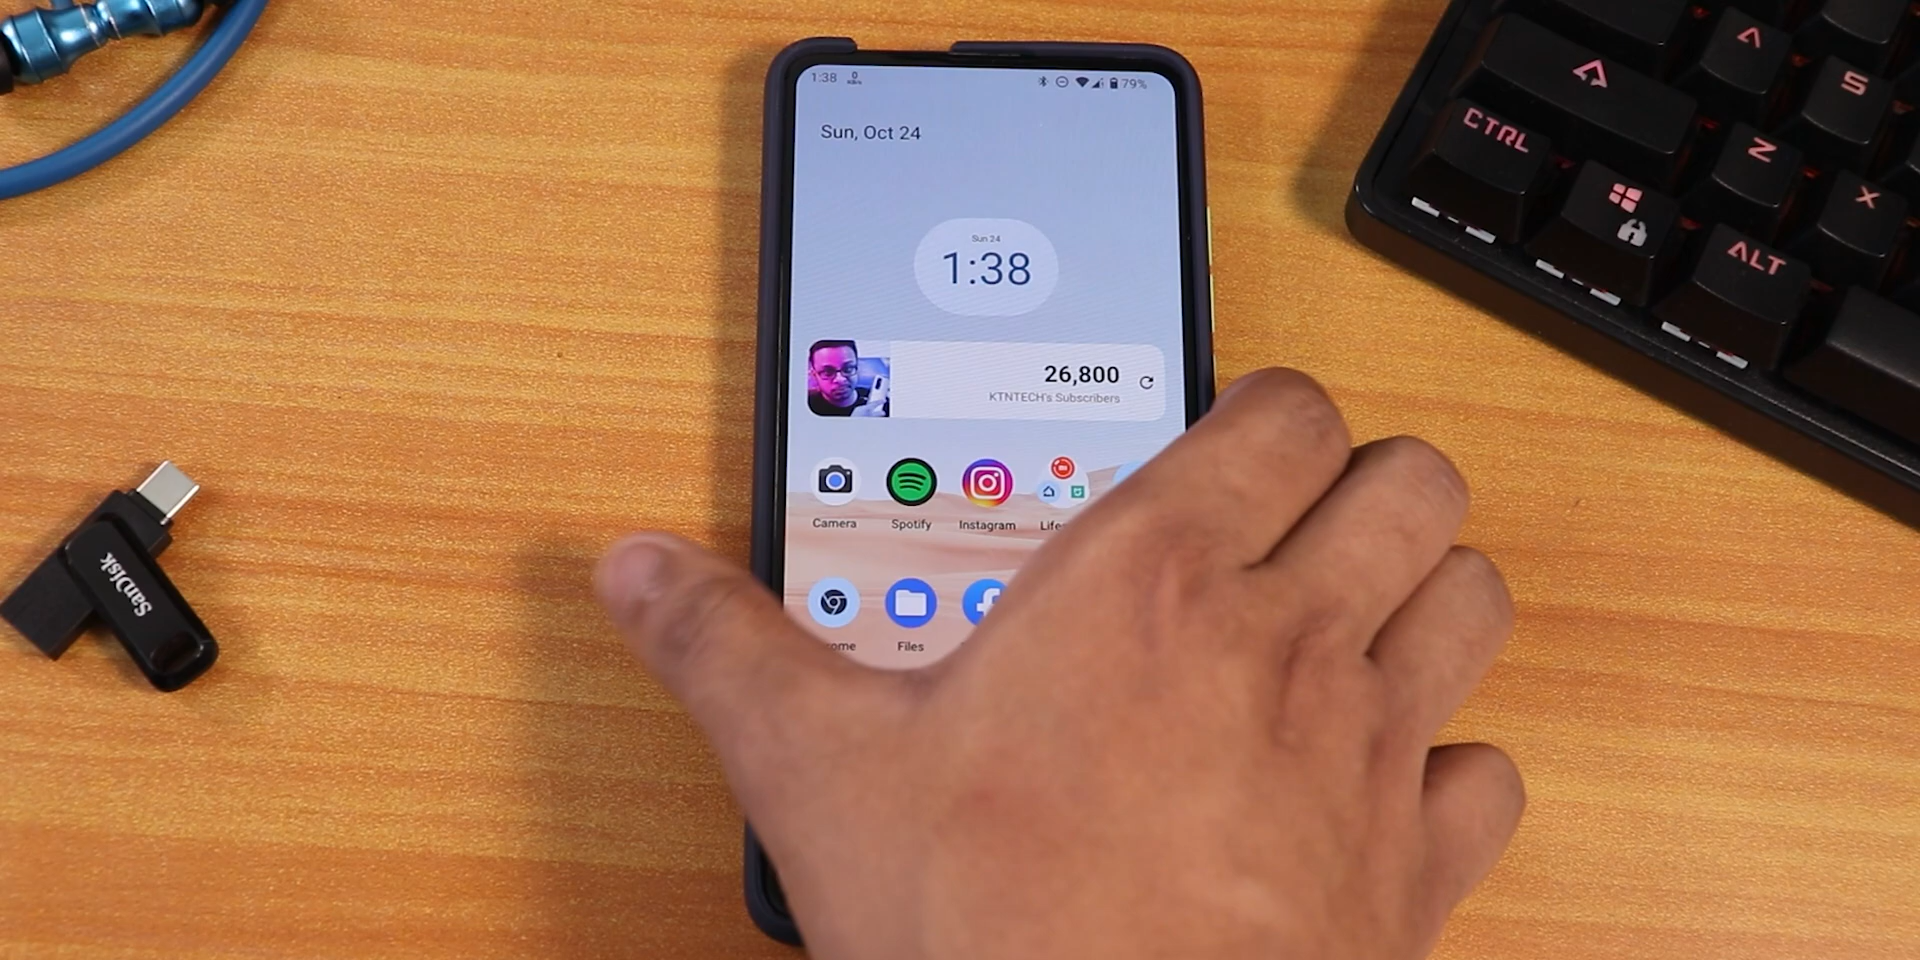 1:38
0
79%
Sun, Oct 24
Sun 24
1:38
26,800
KTNTECH's Subscribers
Camera
Spotify
Instagram
Files
SanDisk
A
S
CTRL
Z
X
ALT